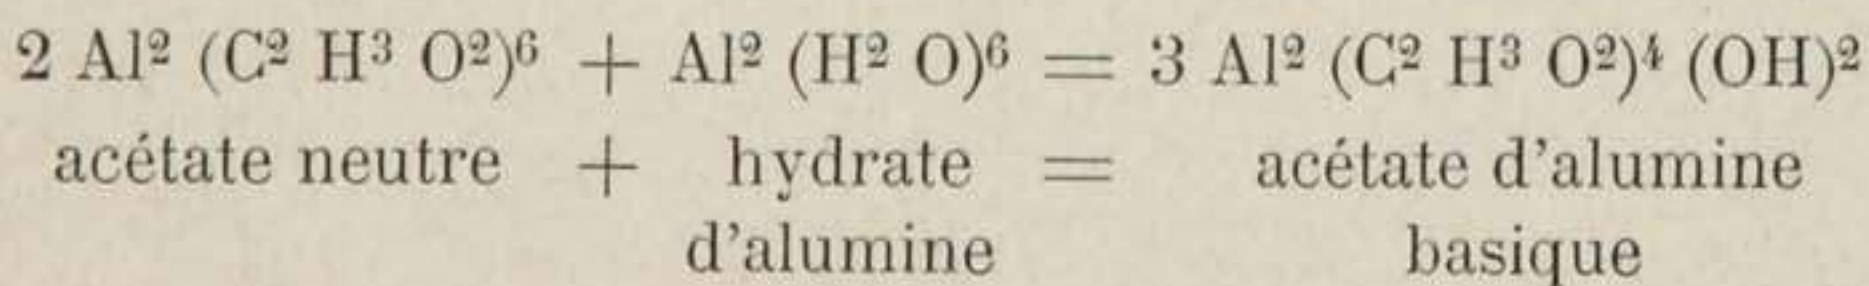 2 Al² (C² H³ O²)⁶ + Al² (H² O)⁶ = 3 Al² (C² H³ O²)⁴ (OH)²
acétate neutre + hydrate = acétate d'alumine
d'alumine basique